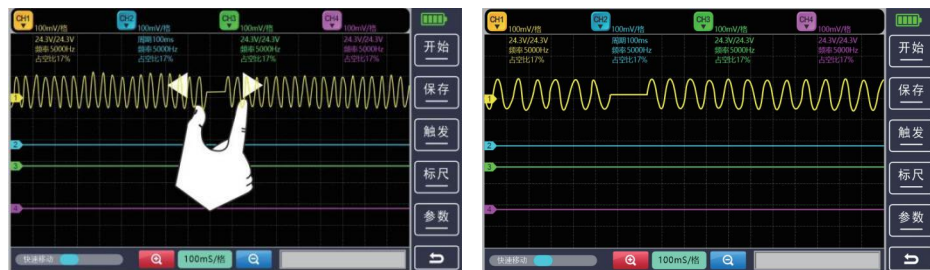 CH1 CH2 CH3 CH4
100mV/格 100mV/格 100mV/格 100mV/格
24.3V/24.3V 周期100ms 24.3V/24.3V 24.3V/24.3V
频率5000Hz 频率5000Hz 频率5000Hz 频率5000Hz
占空比17% 占空比17% 占空比17% 占空比17%
开始
保存
触发
标尺
参数
1
2
3
4
快速移动 100mS/格
CH1 CH2 CH3 CH4
100mV/格 100mV/格 100mV/格 100mV/格
24.3V/24.3V 周期100ms 24.3V/24.3V 24.3V/24.3V
频率5000Hz 频率5000Hz 频率5000Hz 频率5000Hz
占空比17% 占空比17% 占空比17% 占空比17%
开始
保存
触发
标尺
参数
1
2
3
4
快速移动 100mS/格